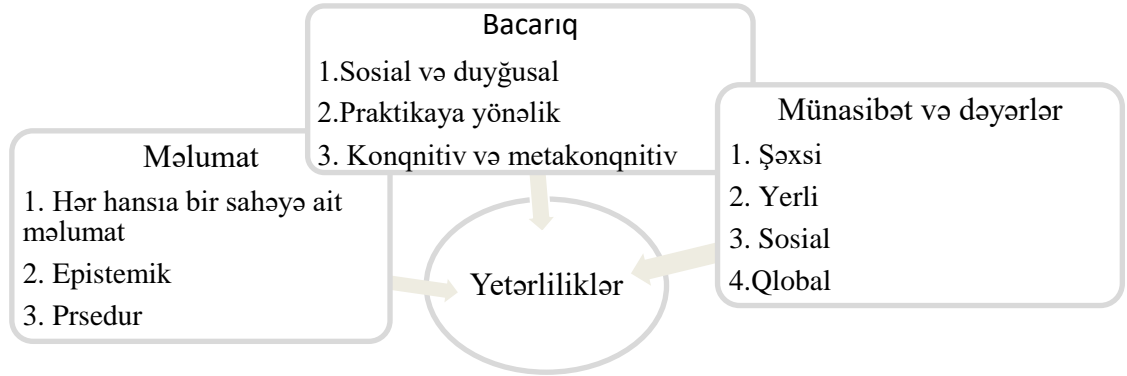 Bacarıq
1.Sosial və duyğusal
2.Praktikaya yönəlik
3. Konqnitiv və metakonqnitiv
Münasibət və dəyərlər
1. Şəxsi
2. Yerli
3. Sosial
4.Qlobal
Məlumat
1. Hər hansıa bir sahəyə ait
məlumat
2. Epistemik
3. Prsedur
Yetərliliklər